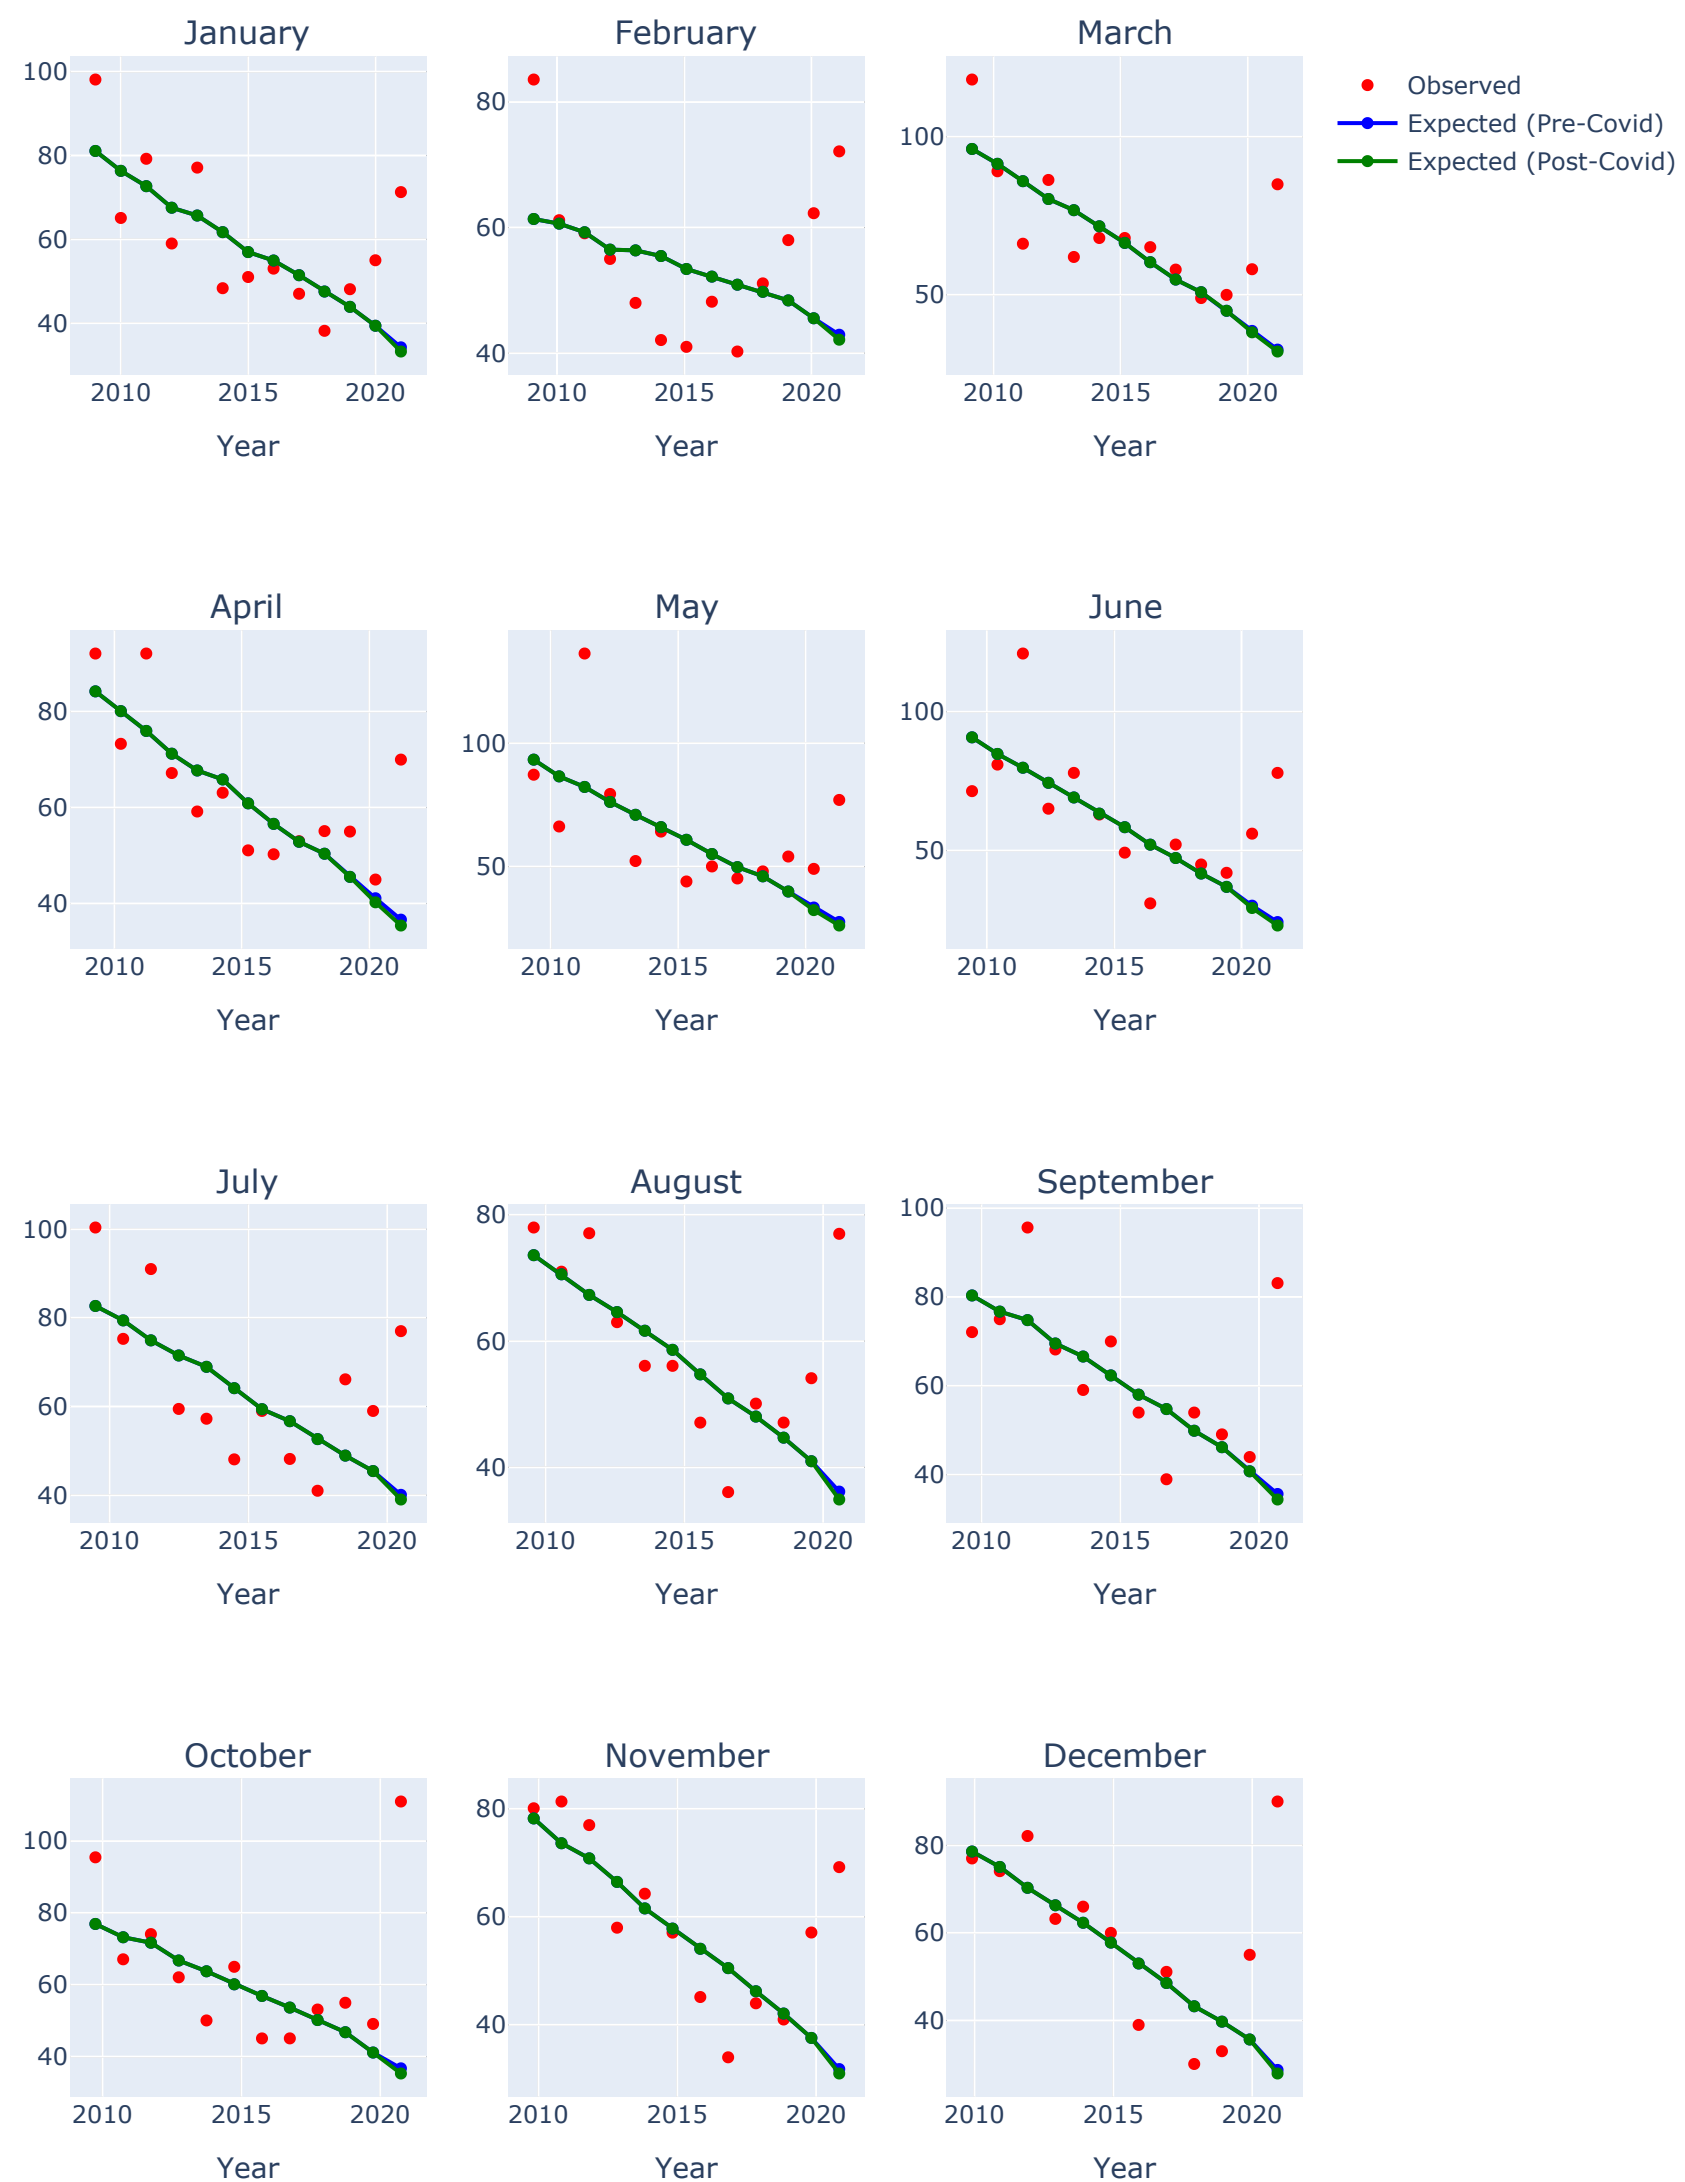 January
February
March
100
80
60
40
2010
2015
2020
Year
80
60
40
2010
2015
2020
Year
100
50
2010
2015
2020
Year
Observed
Expected (Pre-Covid)
Expected (Post-Covid)
April
May
June
80
60
40
2010
2015
2020
Year
100
50
2010
2015
2020
Year
100
50
2010
2015
2020
Year
July
August
September
100
80
60
40
2010
2015
2020
Year
80
60
40
2010
2015
2020
Year
100
80
60
40
2010
2015
2020
Year
October
November
December
100
80
60
40
2010
2015
2020
Year
80
60
40
2010
2015
2020
Year
80
60
40
2010
2015
2020
Year